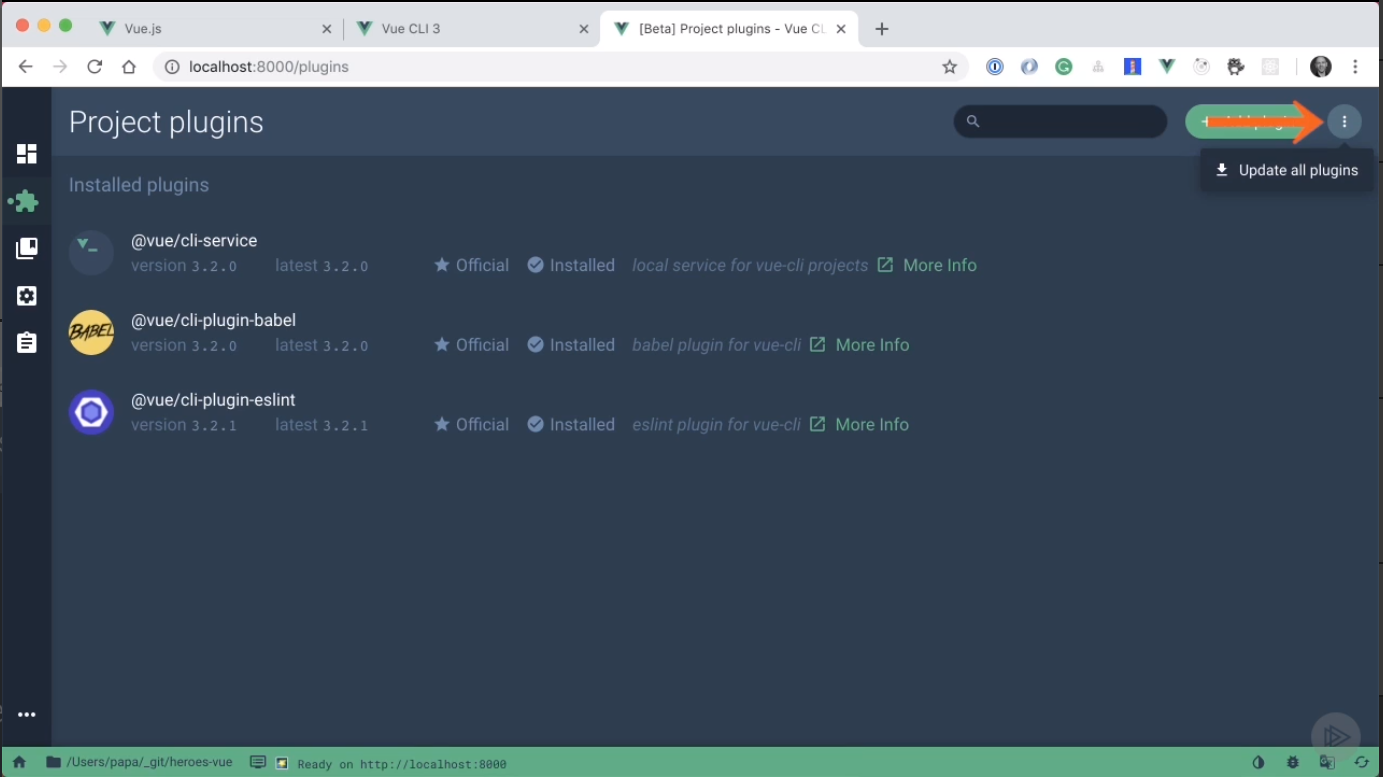 Vue.js
Vue CLI 3
[Beta] Project plugins - Vue CL
localhost:8000/plugins
Project plugins
Update all plugins
Installed plugins
@vue/cli-service
version 3.2.0 latest 3.2.0 Official Installed local service for vue-cli projects More Info
BABEL
@vue/cli-plugin-babel
version 3.2.0 latest 3.2.0 Official Installed babel plugin for vue-cli More Info
@vue/cli-plugin-eslint
version 3.2.1 latest 3.2.1 Official Installed eslint plugin for vue-cli More Info
/Users/papa/_git/heroes-vue Ready on http://localhost:8000